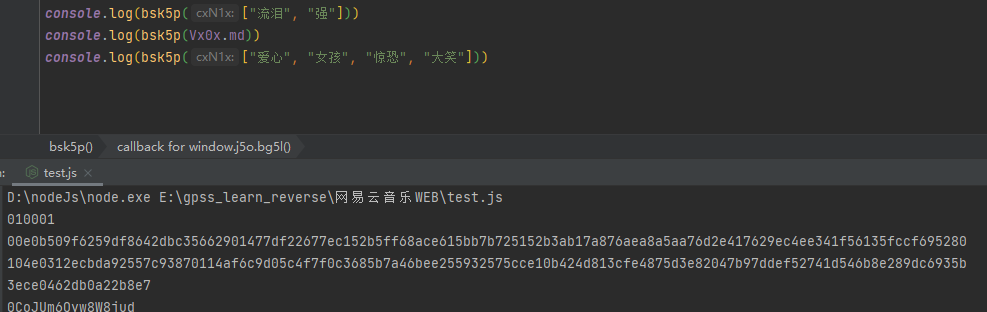 console.log(bsk5p( cxN1x: ["流泪", "强"]))
console.log(bsk5p(Vx0x.md))
console.log(bsk5p( cxN1x: ["爱心", "女孩", "惊恐", "大笑"]))
bsk5p() callback for window.j5o.bg5l()
: test.js ×
D:\nodeJs\node.exe E:\gpss_learn_reverse\网易云音乐WEB\test.js
010001
00e0b509f6259df8642dbc35662901477df22677ec152b5ff68ace615bb7b725152b3ab17a876aea8a5aa76d2e417629ec4ee341f56135fccf695280
104e0312ecbda92557c93870114af6c9d05c4f7f0c3685b7a46bee255932575cce10b424d813cfe4875d3e82047b97ddef52741d546b8e289dc6935b
3ece0462db0a22b8e7
0CoJUm6Qyw8W8jud